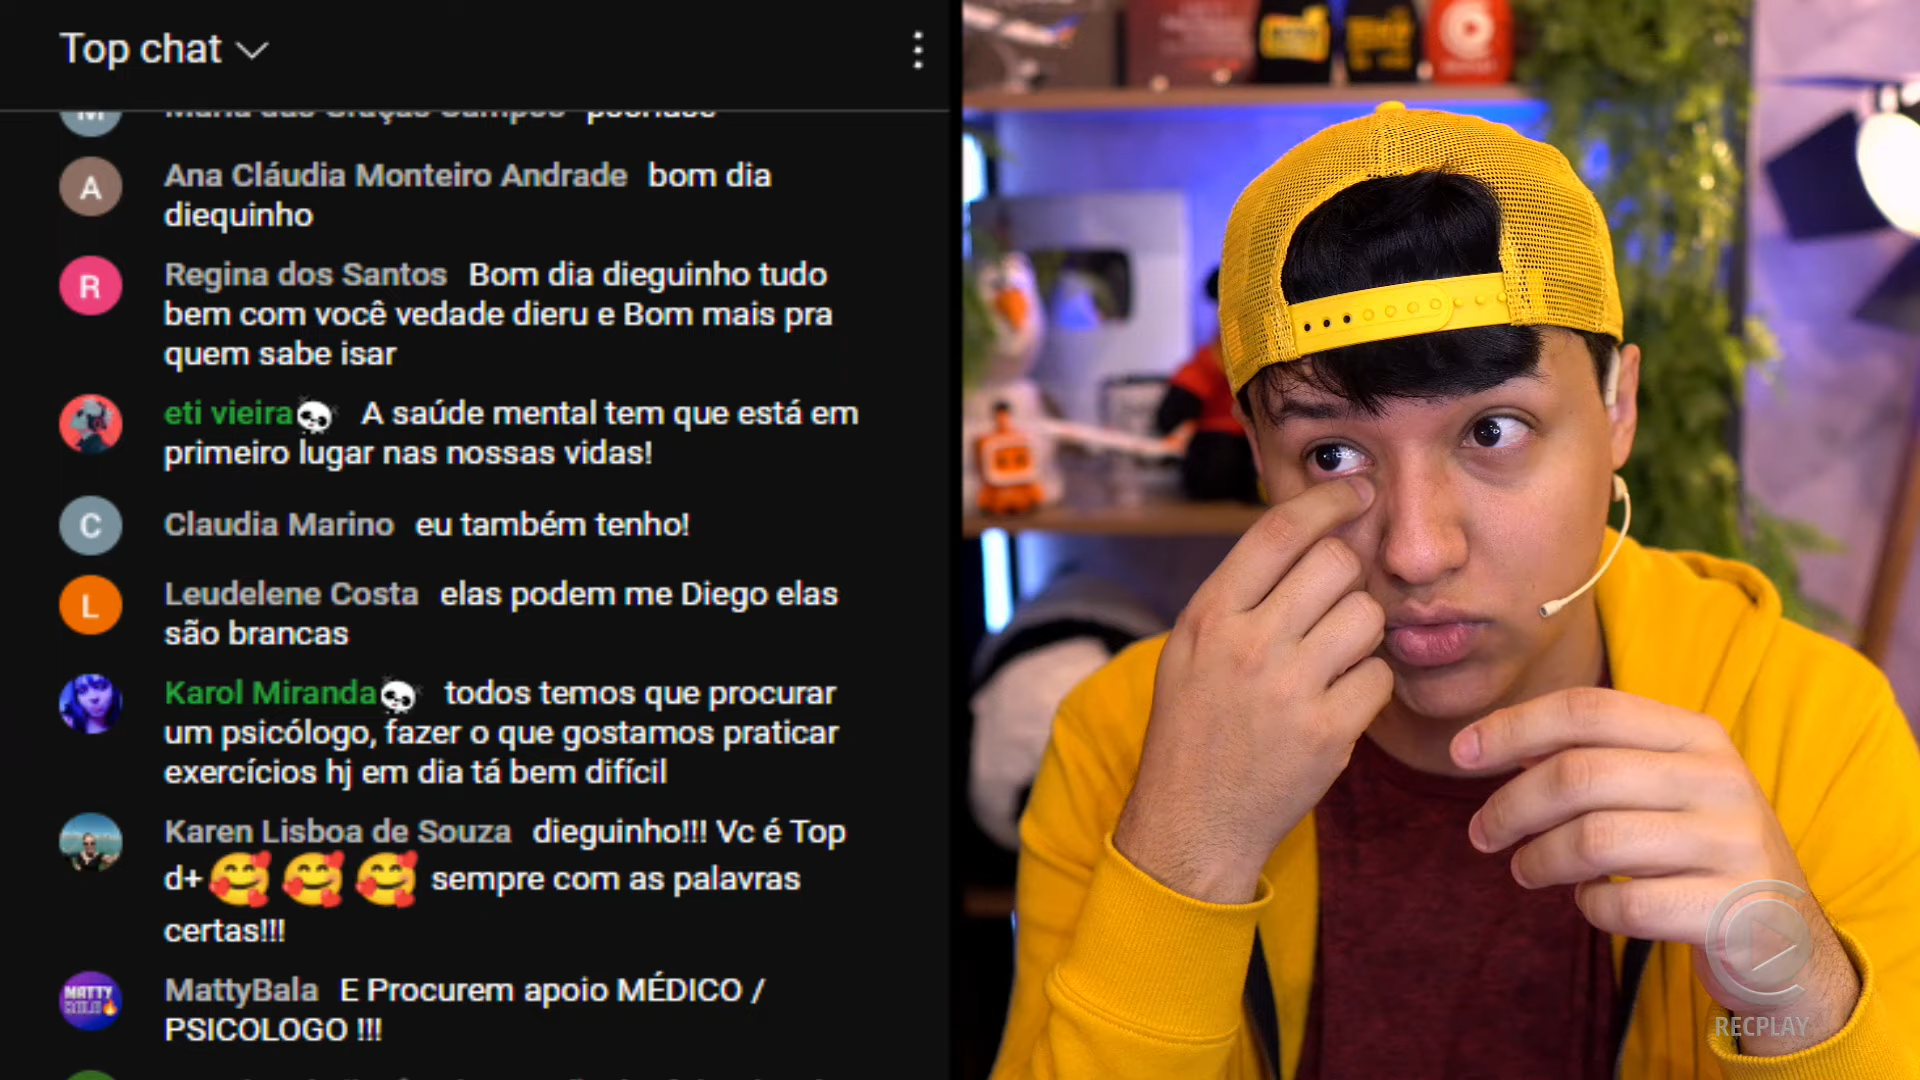 Top chat
Ana Cláudia Monteiro Andrade bom dia
diequinho
R
Regina dos Santos Bom dia dieguinho tudo
bem com você vedade dieru e Bom mais pra
quem sabe isar
A
eti vieira A saúde mental tem que está em
primeiro lugar nas nossas vidas!
C
Claudia Marino eu também tenho!
L
Leudelene Costa elas podem me Diego elas
são brancas
Karol Miranda todos temos que procurar
um psicólogo, fazer o que gostamos praticar
exercícios hj em dia tá bem difícil
Karen Lisboa de Souza dieguinho!!! Vc é Top
d+🥰🥰🥰 sempre com as palavras
certas!!!
MATTY
MattyBala E Procurem apoio MÉDICO /
PSICOLOGO !!!
RECPLAY